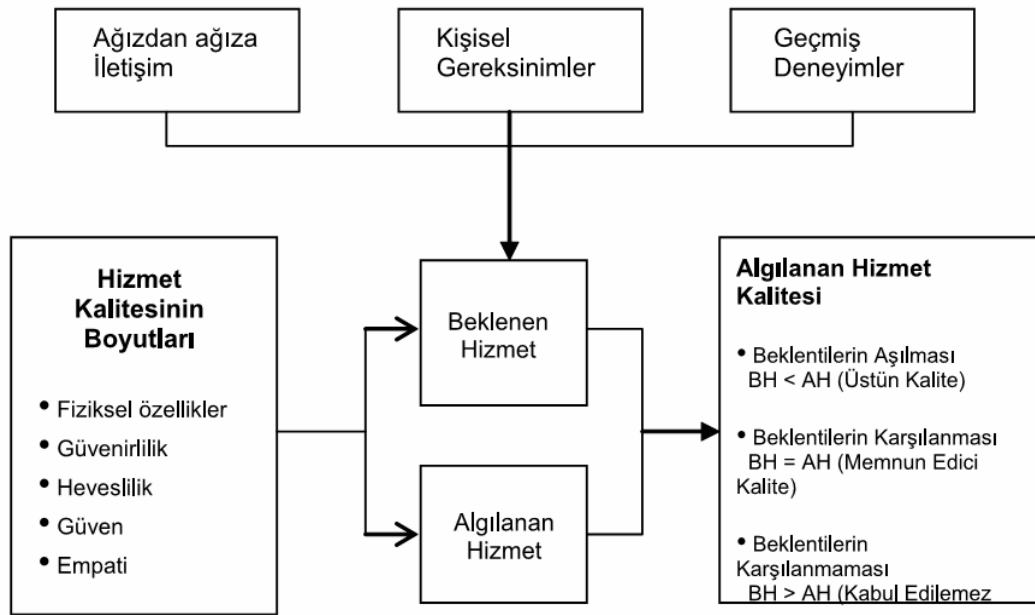 Ağızdan ağıza
İletişim
Kişisel
Gereksinimler
Geçmiş
Deneyimler
Hizmet
Kalitesinin
Boyutları
• Fiziksel özellikler
• Güvenirlilik
• Heveslilik
• Güven
• Empati
Beklenen
Hizmet
Algılanan
Hizmet
Algılanan Hizmet
Kalitesi
• Beklentilerin Aşılması
BH < AH (Üstün Kalite)
• Beklentilerin Karşılanması
BH = AH (Memnun Edici
Kalite)
• Beklentilerin
Karşılanmaması
BH > AH (Kabul Edilemez